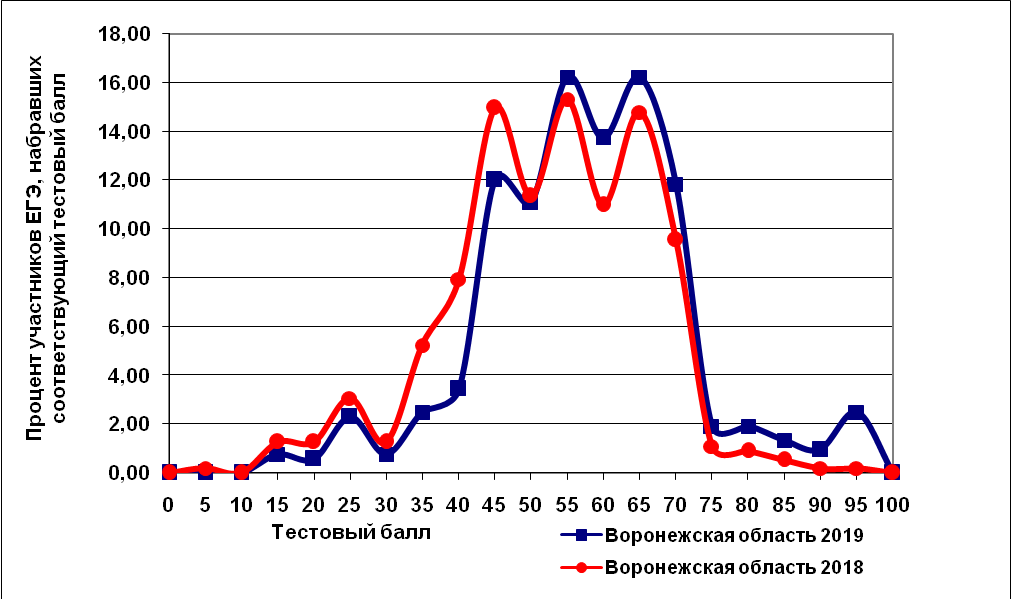 Процент участников ЕГЭ, набравших
соответствующий тестовый балл
18,00
16,00
14,00
12,00
10,00
8,00
6,00
4,00
2,00
0,00
0 5 10 15 20 25 30 35 40 45 50 55 60 65 70 75 80 85 90 95 100
Тестовый балл
Воронежская область 2019
Воронежская область 2018